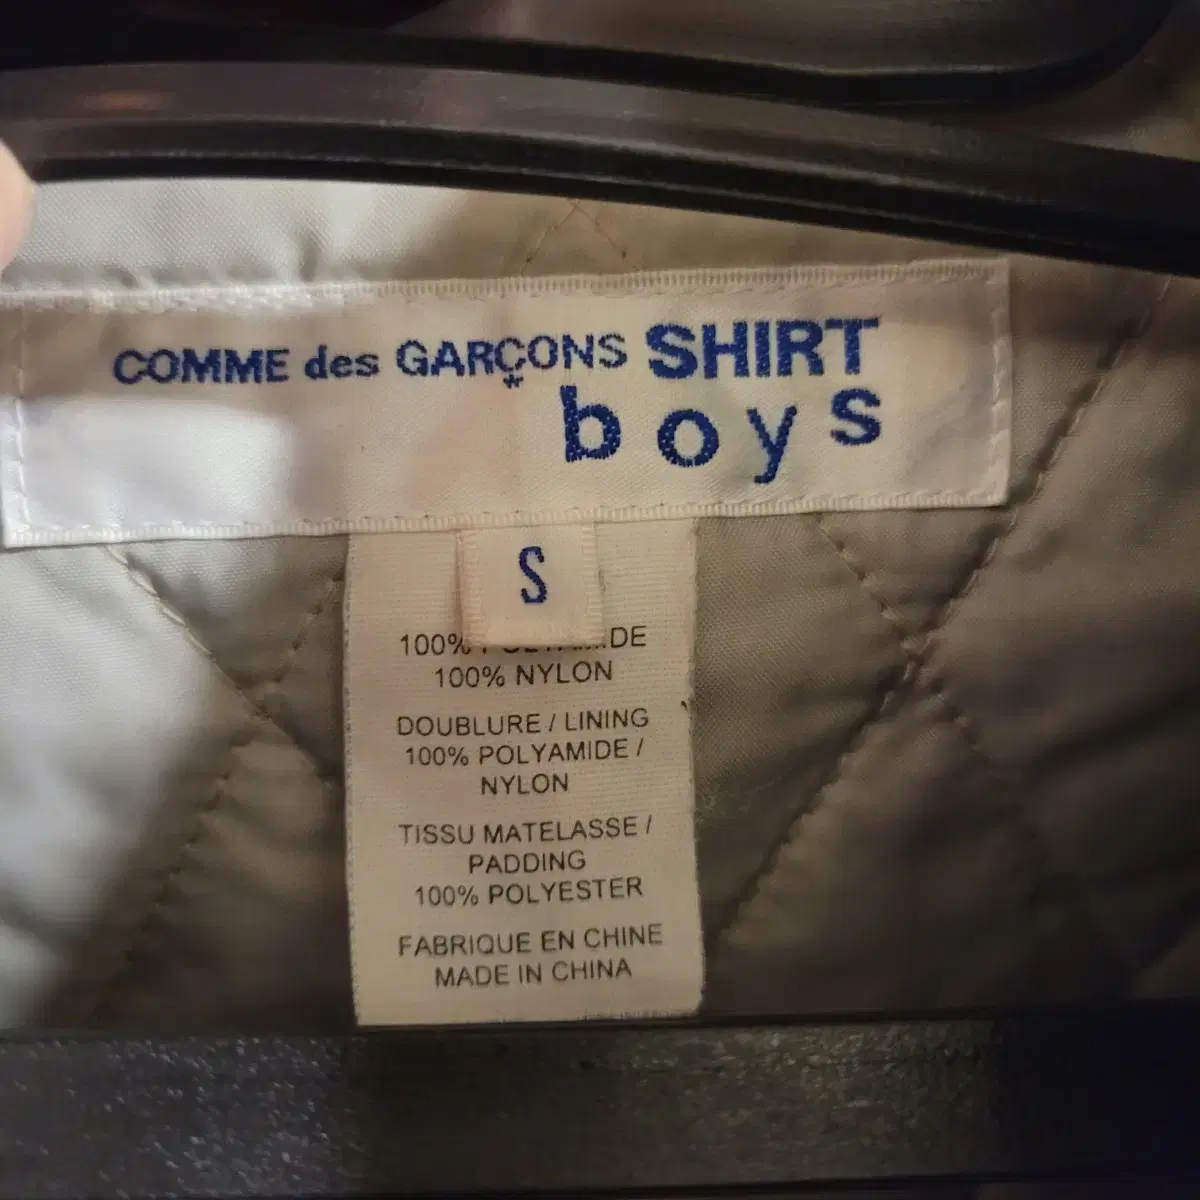 COMME des GARÇONS SHIRT
boys
S
100%
100% NYLON
DOUBLURE / LINING
100% POLYAMIDE /
NYLON
TISSU MATELASSE /
PADDING
100% POLYESTER
FABRIQUE EN CHINE
MADE IN CHINA